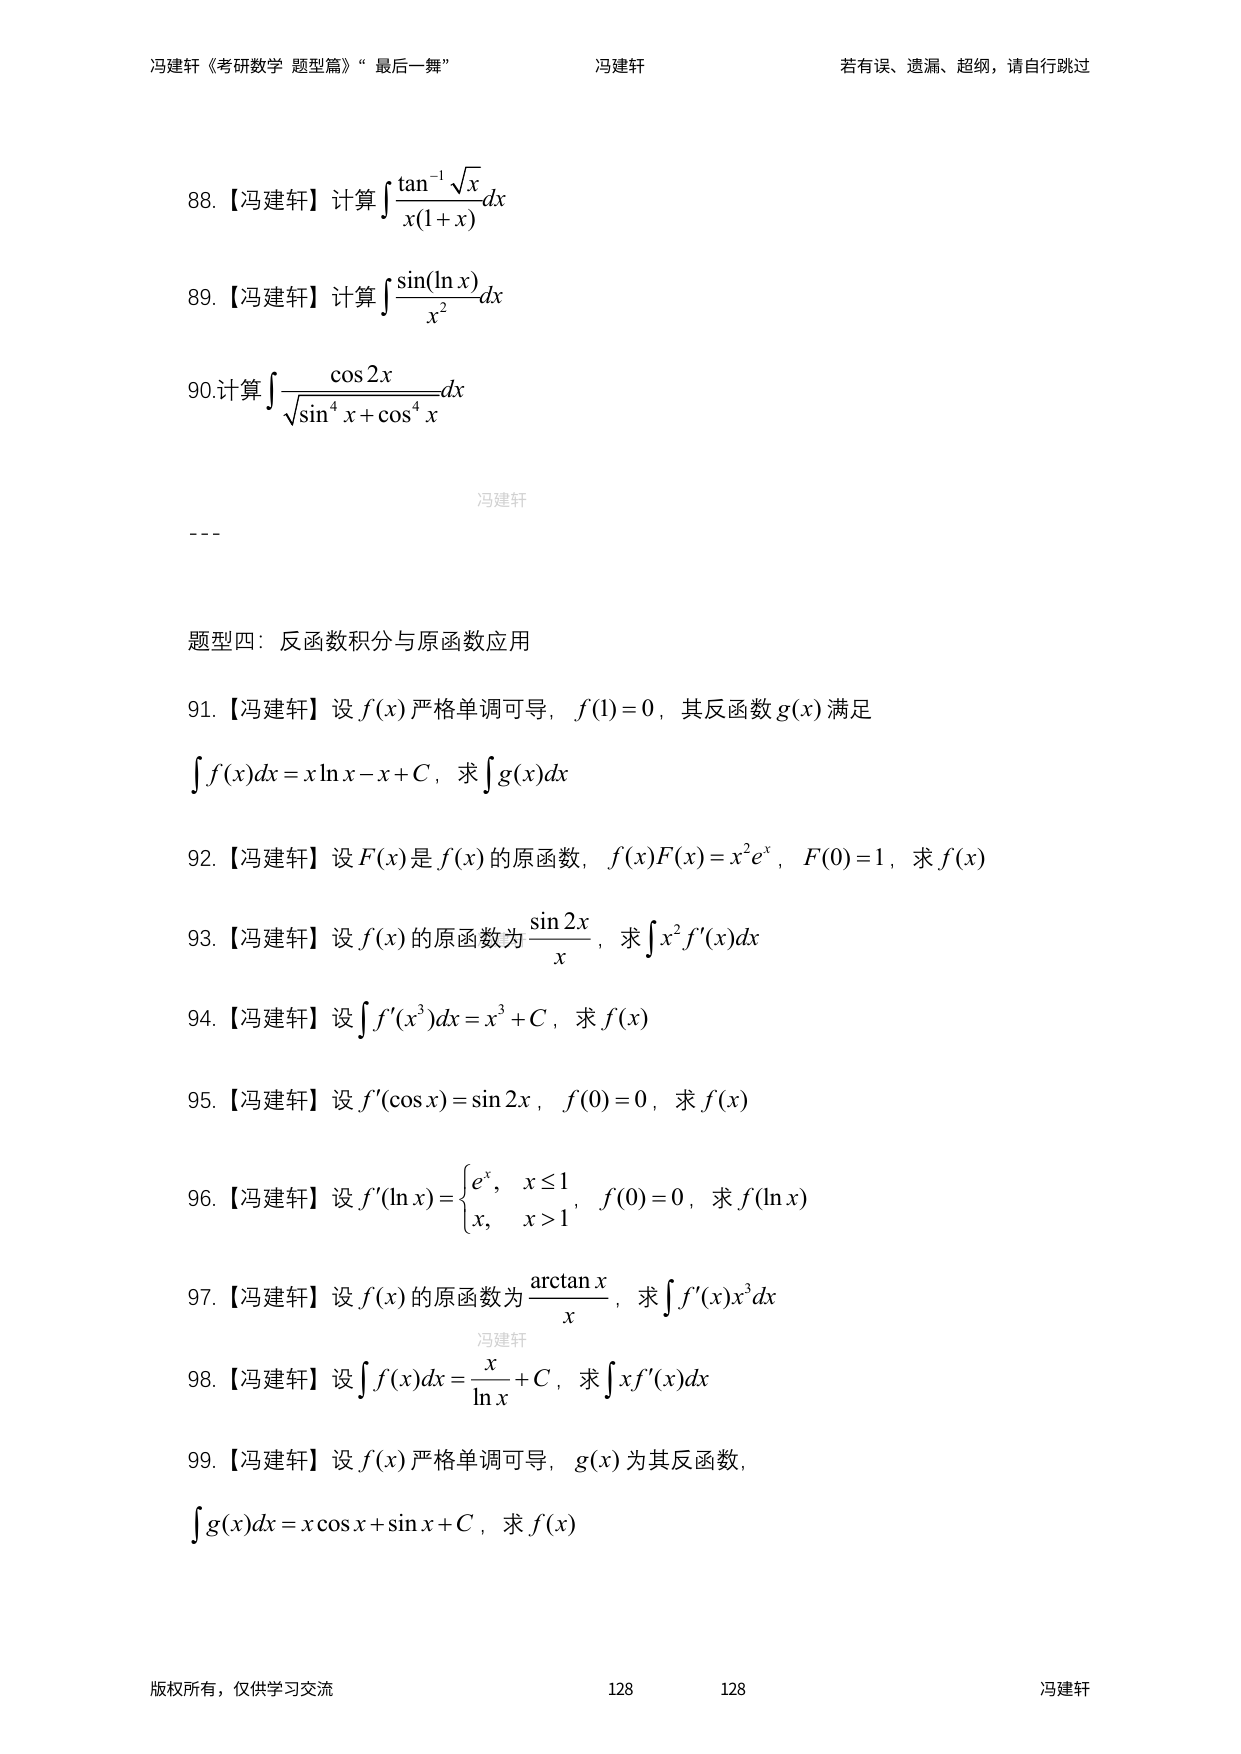 冯建轩《考研数学 题型篇》“ 最后一舞” 冯建轩 若有误、遗漏、超纲，请自行跳过
88.【冯建轩】计算∫ tan⁻¹√x / x(1+x) dx
89.【冯建轩】计算∫ sin(ln x) / x² dx
90.计算∫ cos 2x / √(sin⁴ x + cos⁴ x) dx
冯建轩
---
题型四：反函数积分与原函数应用
91.【冯建轩】设 f(x) 严格单调可导， f(1) = 0，其反函数 g(x) 满足
∫ f(x)dx = x ln x − x + C，求∫ g(x)dx
92.【冯建轩】设 F(x) 是 f(x) 的原函数， f(x)F(x) = x²eˣ， F(0) = 1，求 f(x)
93.【冯建轩】设 f(x) 的原函数为 sin 2x / x，求∫ x² f′(x)dx
94.【冯建轩】设∫ f′(x³)dx = x³ + C，求 f(x)
95.【冯建轩】设 f′(cos x) = sin 2x， f(0) = 0，求 f(x)
96.【冯建轩】设 f′(ln x) = { eˣ, x ≤ 1
x, x > 1 ， f(0) = 0，求 f(ln x)
97.【冯建轩】设 f(x) 的原函数为 arctan x / x，求∫ f′(x)x³dx
冯建轩
98.【冯建轩】设∫ f(x)dx = x / ln x + C，求∫ xf′(x)dx
99.【冯建轩】设 f(x) 严格单调可导， g(x) 为其反函数，
∫ g(x)dx = x cos x + sin x + C，求 f(x)
版权所有，仅供学习交流 128 128 冯建轩